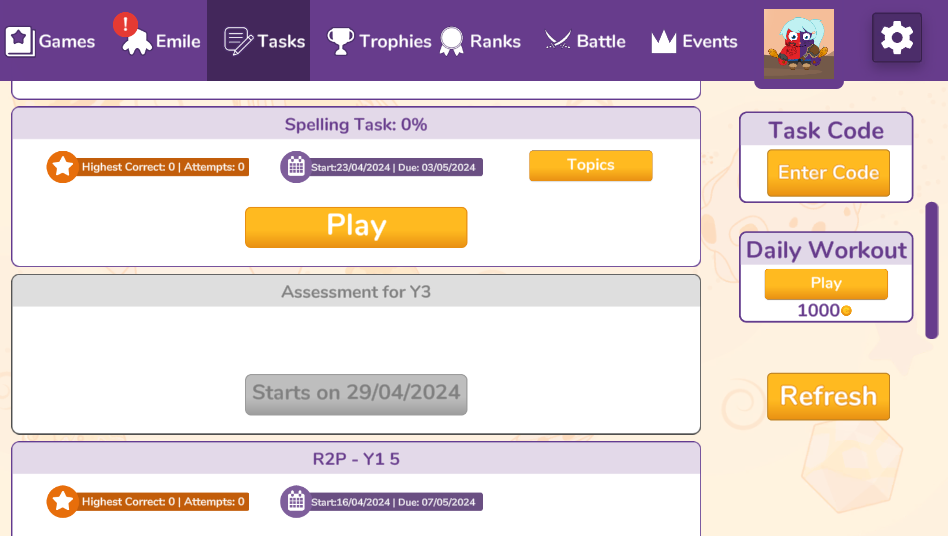 Games
!
Emile
Tasks
Trophies
Ranks
Battle
Events
Spelling Task: 0%
Highest Correct: 0 | Attempts: 0
Start:23/04/2024 | Due: 03/05/2024
Topics
Play
Assessment for Y3
Starts on 29/04/2024
R2P - Y1 5
Highest Correct: 0 | Attempts: 0
Start:16/04/2024 | Due: 07/05/2024
Task Code
Enter Code
Daily Workout
Play
1000
Refresh